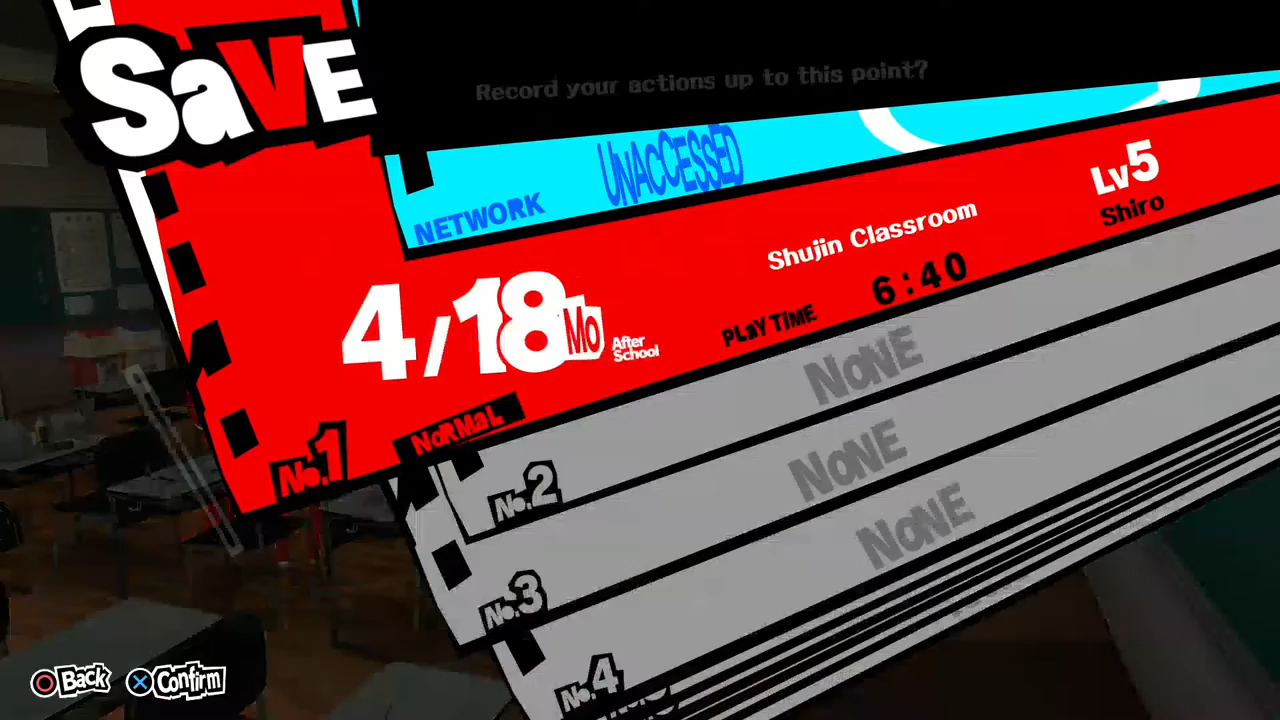 SaVE
Record your actions up to this point?
NETWORK
UNACCESSED
Lv5
Shiro
Shujin Classroom
4/18 Mo
After
School
PLaY TiME
6:40
No.1
NoRMaL
NoNE
No.2
NoNE
No.3
NoNE
No.4
Back
Confirm